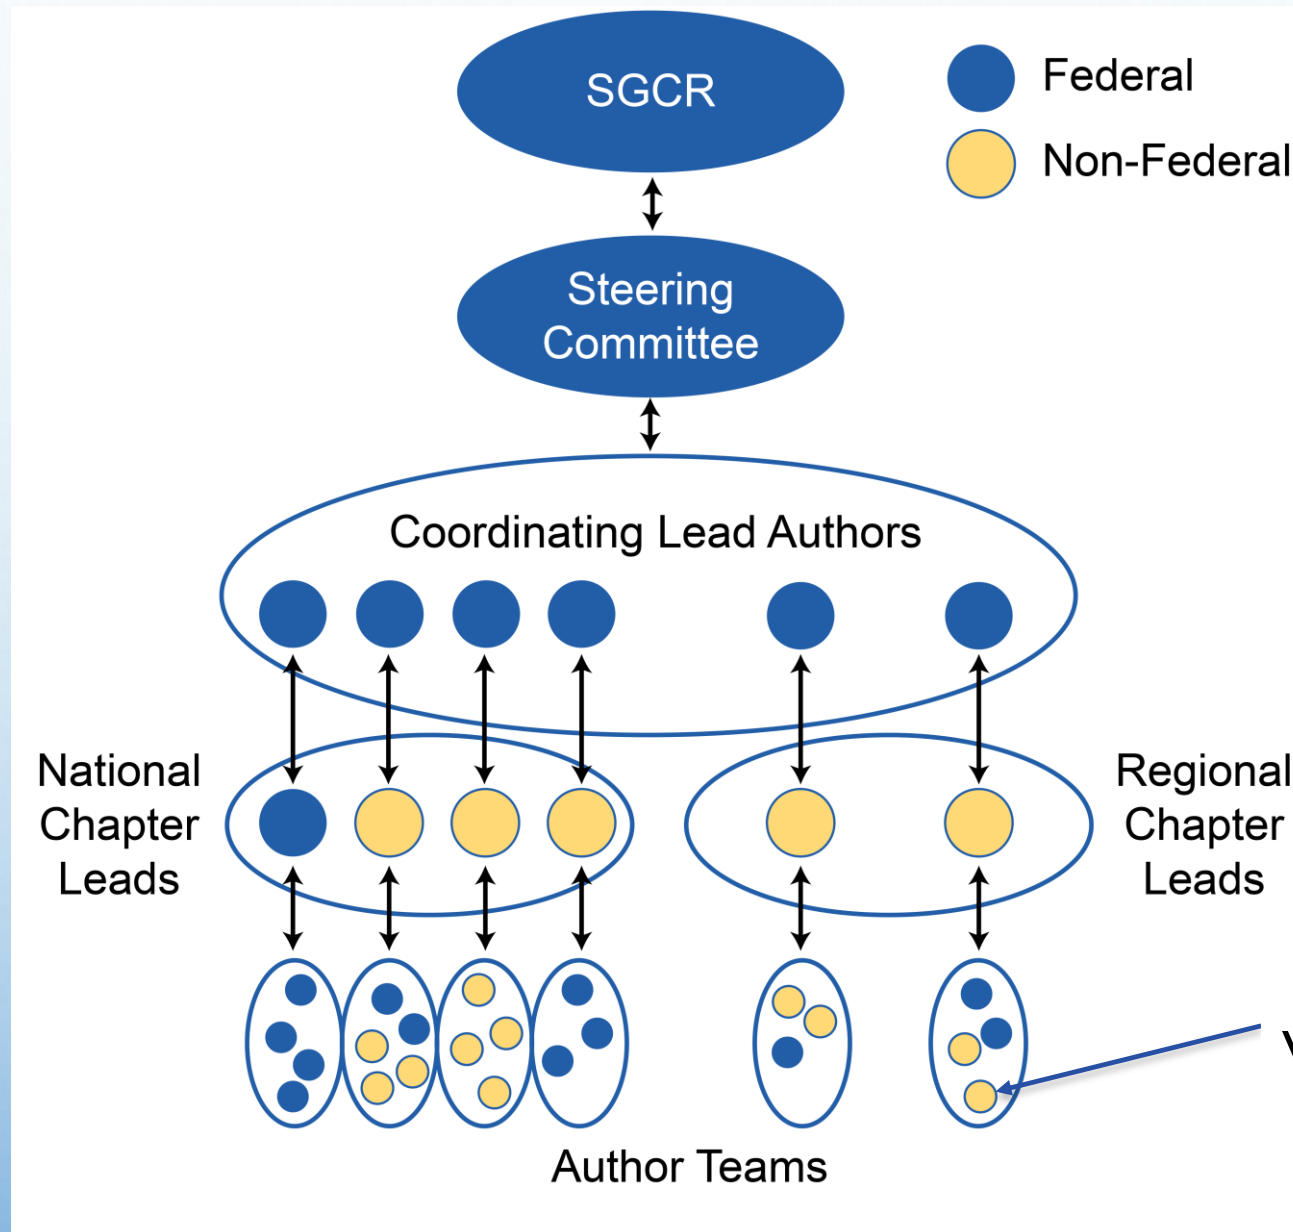 SGCR
Federal
Non-Federal
Steering
Committee
Coordinating Lead Authors
National
Chapter
Leads
Regional
Chapter
Leads
Author Teams